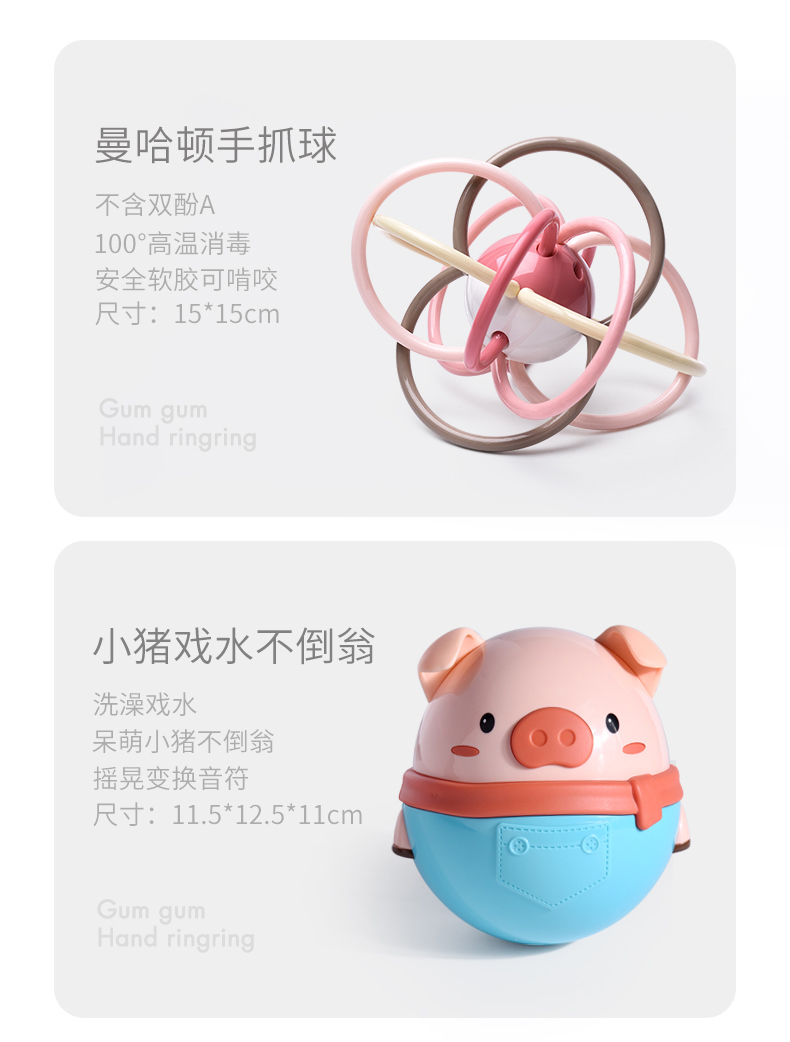 曼哈顿手抓球
不含双酚A
100°高温消毒
安全软胶可啃咬
尺寸：15*15cm
Gum gum
Hand ringring
小猪戏水不倒翁
洗澡戏水
呆萌小猪不倒翁
摇晃变换音符
尺寸：11.5*12.5*11cm
Gum gum
Hand ringring